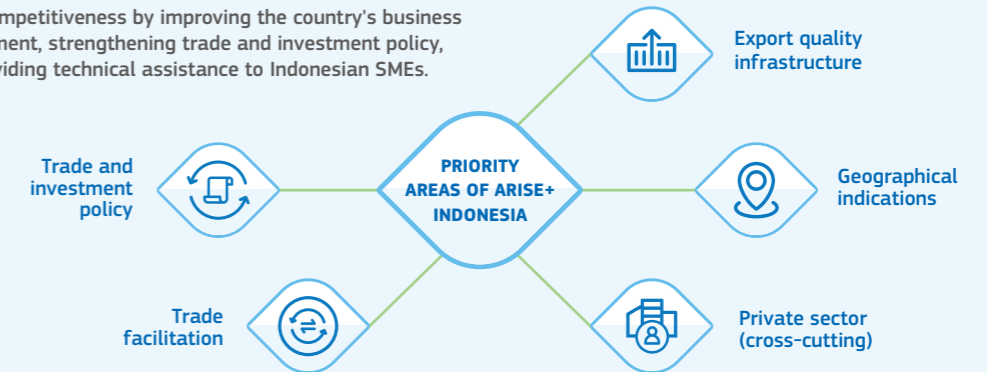 competitiveness by improving the country's business
ment, strengthening trade and investment policy,
viding technical assistance to Indonesian SMEs.
Export quality
infrastructure
Trade and
investment
policy
PRIORITY
AREAS OF ARISE+
INDONESIA
Geographical
indications
Trade
facilitation
Private sector
(cross-cutting)